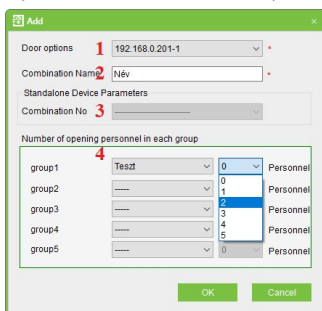 Add
Door options 1 192.168.0.201-1 *
Combination Name 2 Név *
Standalone Device Parameters
Combination No 3 --------------------
Number of opening personnel in each group
4
group1 Teszt 0 Personnel
0
1
2
3
4
5
group2 ----- Personnel
group3 ----- Personnel
group4 ----- Personnel
group5 ----- 0 Personnel
OK Cancel